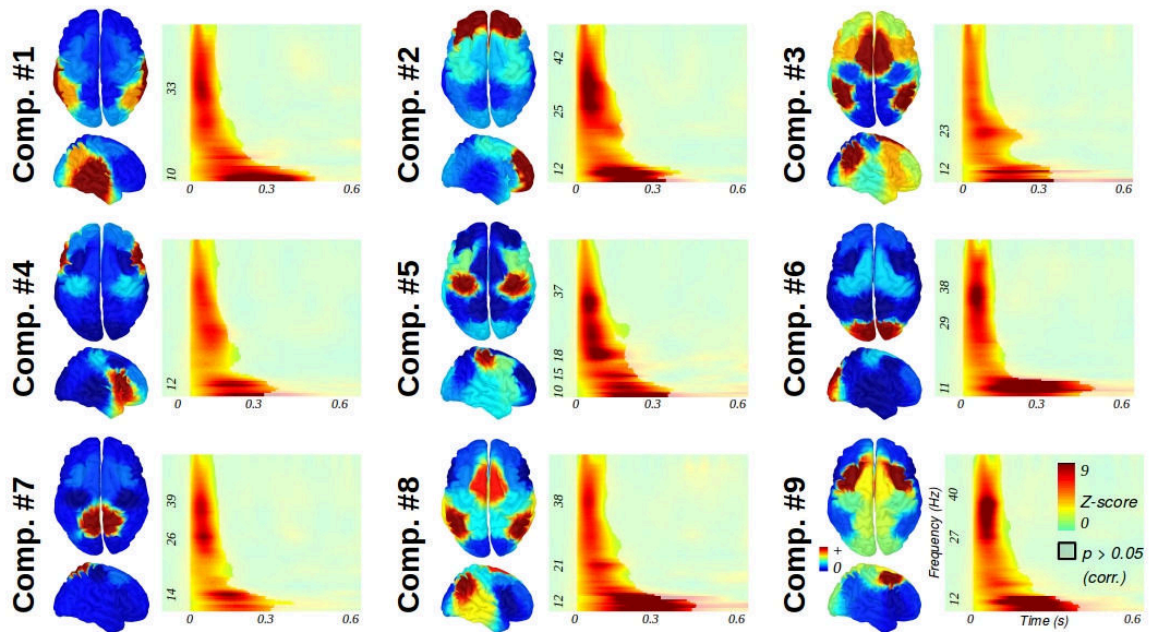 Comp. #1
33
10
0 0.3 0.6
Comp. #2
42
25
12
0 0.3 0.6
Comp. #3
23
12
0 0.3 0.6
Comp. #4
12
0 0.3 0.6
Comp. #5
37
18
15
10
0 0.3 0.6
Comp. #6
38
29
11
0 0.3 0.6
Comp. #7
39
26
14
0 0.3 0.6
Comp. #8
38
21
12
0 0.3 0.6
Comp. #9
+
0
Frequency (Hz)
40
27
12
9
Z-score
0
p > 0.05
(corr.)
0 0.3 0.6
Time (s)